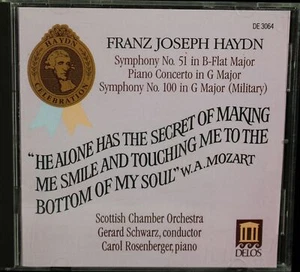 DE 3064
HAYDN
CELEBRATION
FRANZ JOSEPH HAYDN
Symphony No. 51 in B-Flat Major
Piano Concerto in G Major
Symphony No. 100 in G Major (Military)
"HE ALONE HAS THE SECRET OF MAKING
ME SMILE AND TOUCHING ME TO THE
BOTTOM OF MY SOUL" W.A. MOZART
Scottish Chamber Orchestra
Gerard Schwarz, conductor
Carol Rosenberger, piano
DELOS